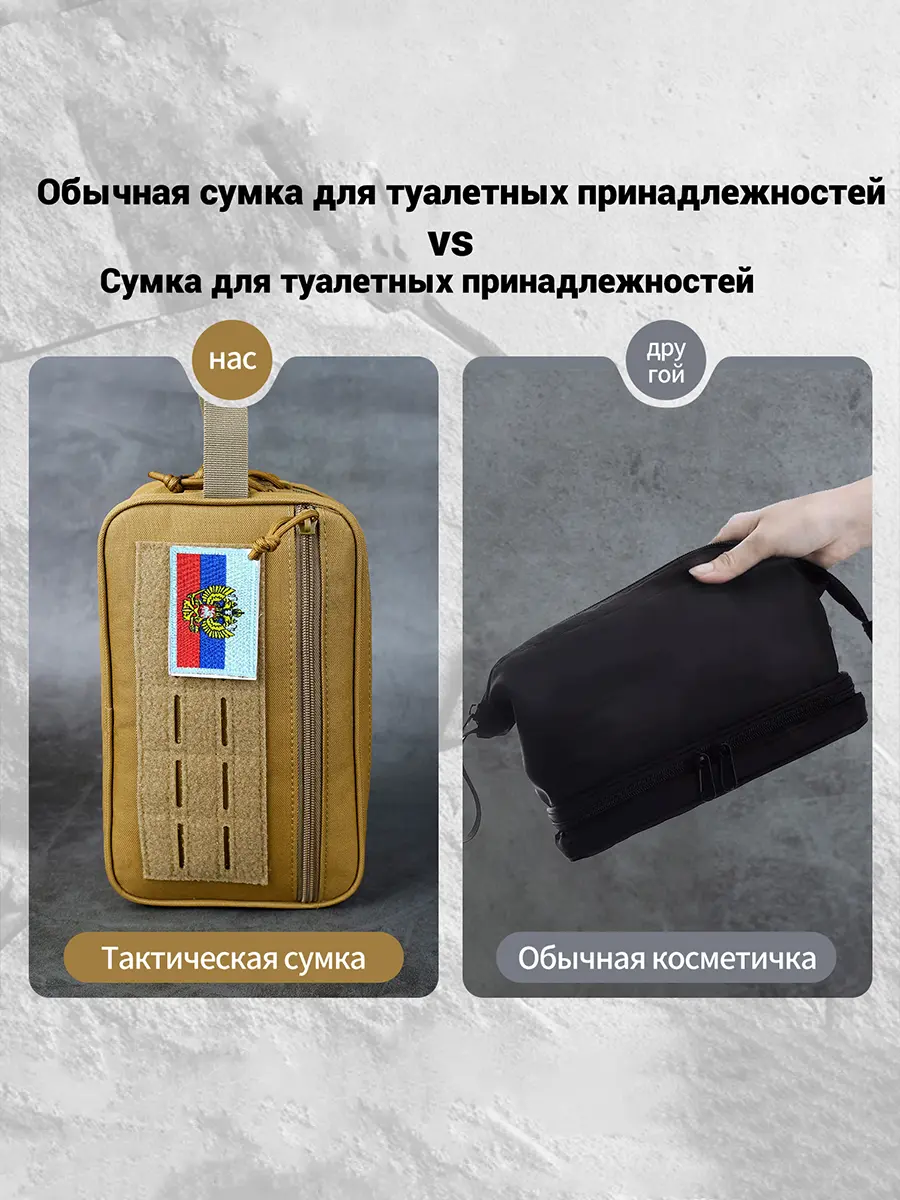 Обычная сумка для туалетных принадлежностей
vs
Сумка для туалетных принадлежностей
нас
дру
гой
Тактическая сумка
Обычная косметичка